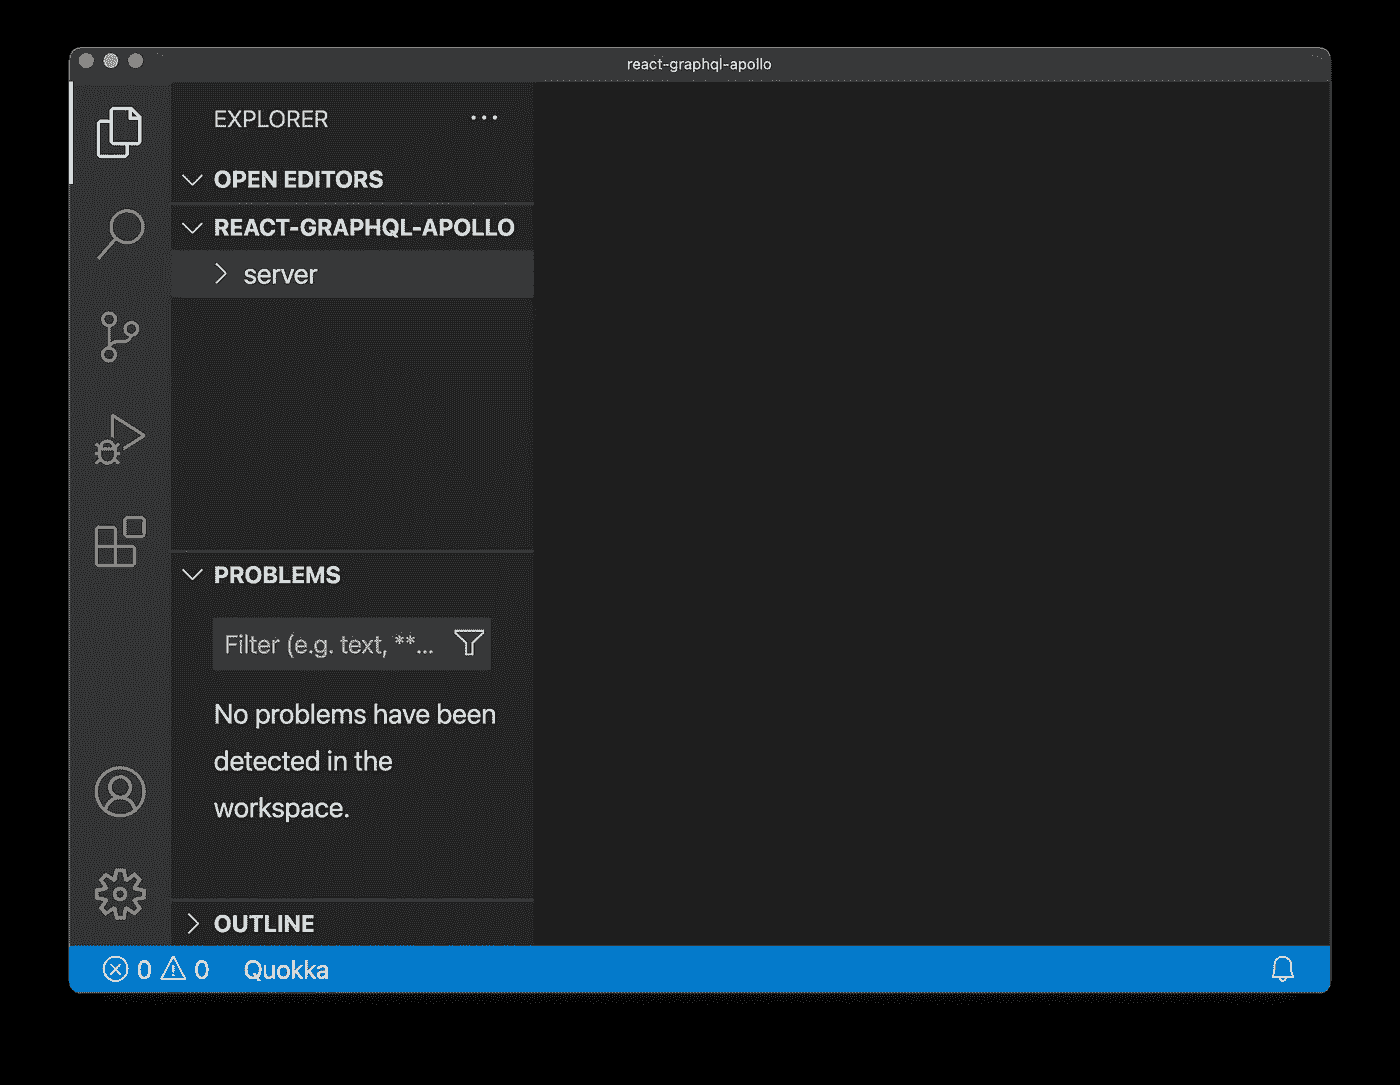 react-graphql-apollo
EXPLORER ···
OPEN EDITORS
REACT-GRAPHQL-APOLLO
server
PROBLEMS
Filter (e.g. text, **...
No problems have been
detected in the
workspace.
OUTLINE
0 0 Quokka